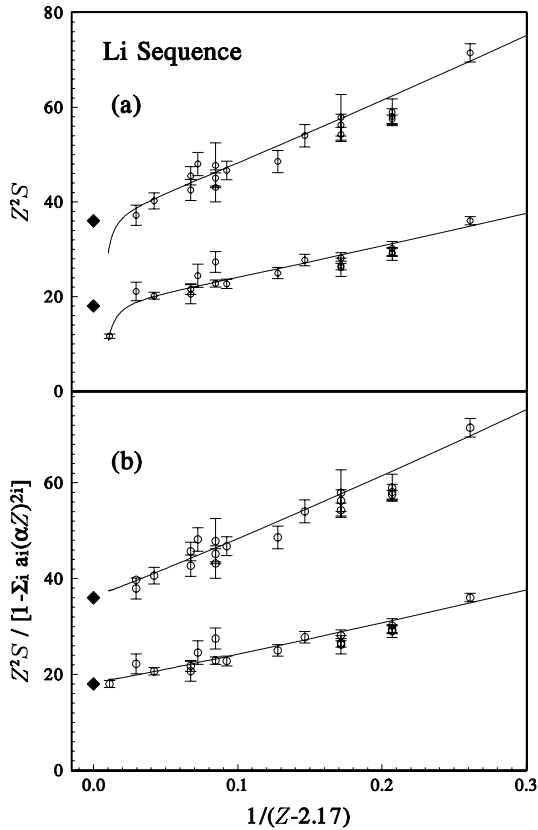 80
Li Sequence
(a)
60
Z²S
40
20
0
(b)
60
Z²S / [1-Σi ai(αZ)2i]
40
20
0
0.0 0.1 0.2 0.3
1/(Z-2.17)